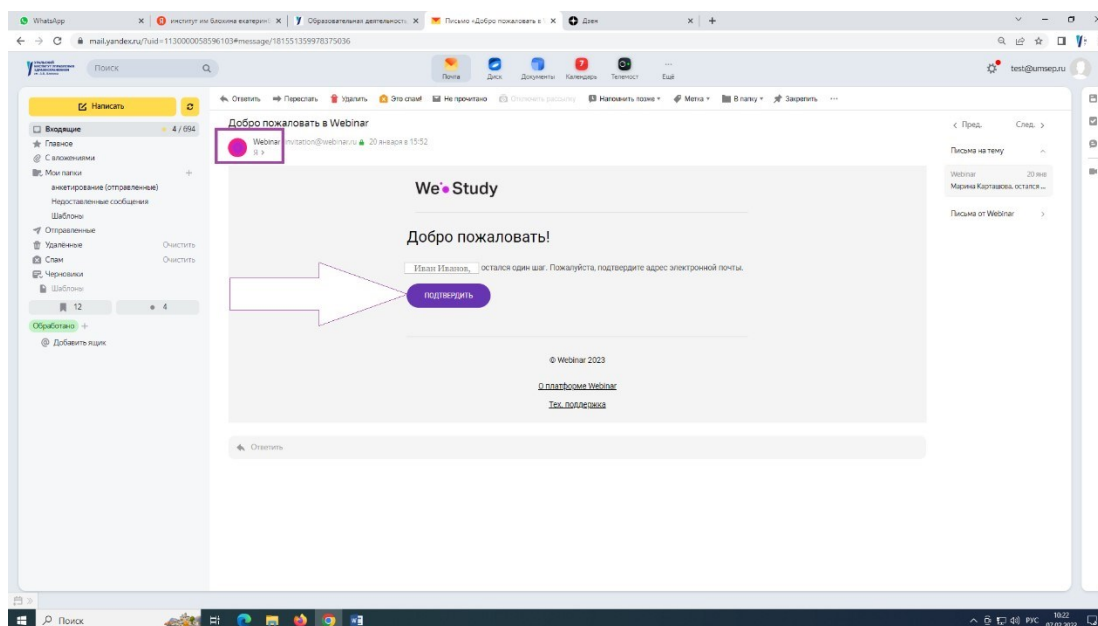 WhatsApp
институт им Блохина екатеринб
Образовательная деятельность
Письмо «Добро пожаловать в
Дзен
mail.yandex.ru/?uid=1130000058596103#message/181551359978375036
Поиск
Почта
Диск
Документы
Календарь
Телемост
Ещё
test@umsep.ru
Написать
Ответить
Переслать
Удалить
Это спам!
Не прочитано
Отклонить рассылку
Напомнить позже
Метка
В папку
Закрепить
Входящие 4 / 694
Главное
С вложениями
Мои папки
анкетирование (отправленные)
Недоставленные сообщения
Шаблоны
Отправленные
Удалённые Очистить
Спам Очистить
Черновики
Шаблоны
12 4
Обработано
Добавить ящик
Добро пожаловать в Webinar
Webinar invitation@webinar.ru 20 января в 15:52
Я
We Study
Добро пожаловать!
Иван Иванов, остался один шаг. Пожалуйста, подтвердите адрес электронной почты.
ПОДТВЕРДИТЬ
© Webinar 2023
О платформе Webinar
Тех. поддержка
Ответить
Пред. След.
Письма на тему
Webinar 20 янв
Марина Карташова, остался ...
Письма от Webinar
Поиск
РУС
10:22
07.02.2023